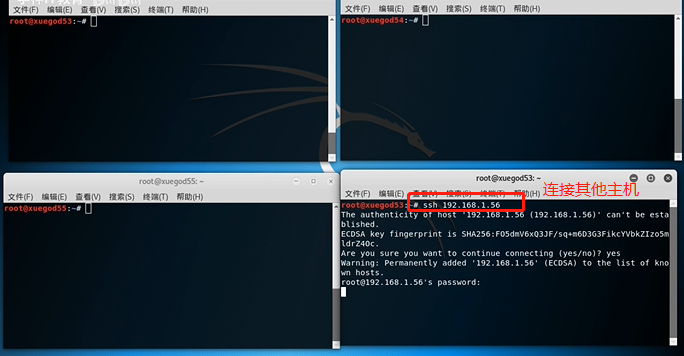 文件(F) 编辑(E) 查看(V) 搜索(S) 终端(T) 帮助(H)
root@xuegod53:~#
文件(F) 编辑(E) 查看(V) 搜索(S) 终端(T) 帮助(H)
root@xuegod54:~#
root@xuegod55: ~
文件(F) 编辑(E) 查看(V) 搜索(S) 终端(T) 帮助(H)
root@xuegod55:~#
root@xuegod53: ~
文件(F) 编辑(E) 查看(V) 搜索(S) 终端(T) 帮助(H)
连接其他主机
root@xuegod53:~# ssh 192.168.1.56
The authenticity of host '192.168.1.56 (192.168.1.56)' can't be esta
blished.
ECDSA key fingerprint is SHA256:FO5dmV6xQ3JF/sq+m6D3G3FikcYVbkZIzo5m
ldrZ4Oc.
Are you sure you want to continue connecting (yes/no)? yes
Warning: Permanently added '192.168.1.56' (ECDSA) to the list of kno
wn hosts.
root@192.168.1.56's password: